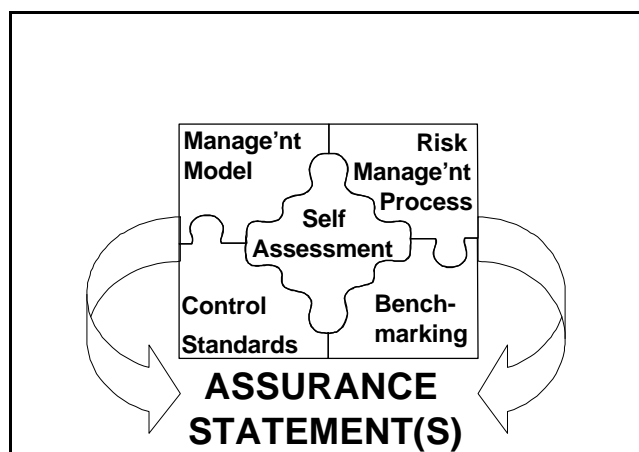 Manage'nt
Model
Risk
Manage'nt
Process
Self
Assessment
Control
Standards
Bench-
marking
ASSURANCE
STATEMENT(S)